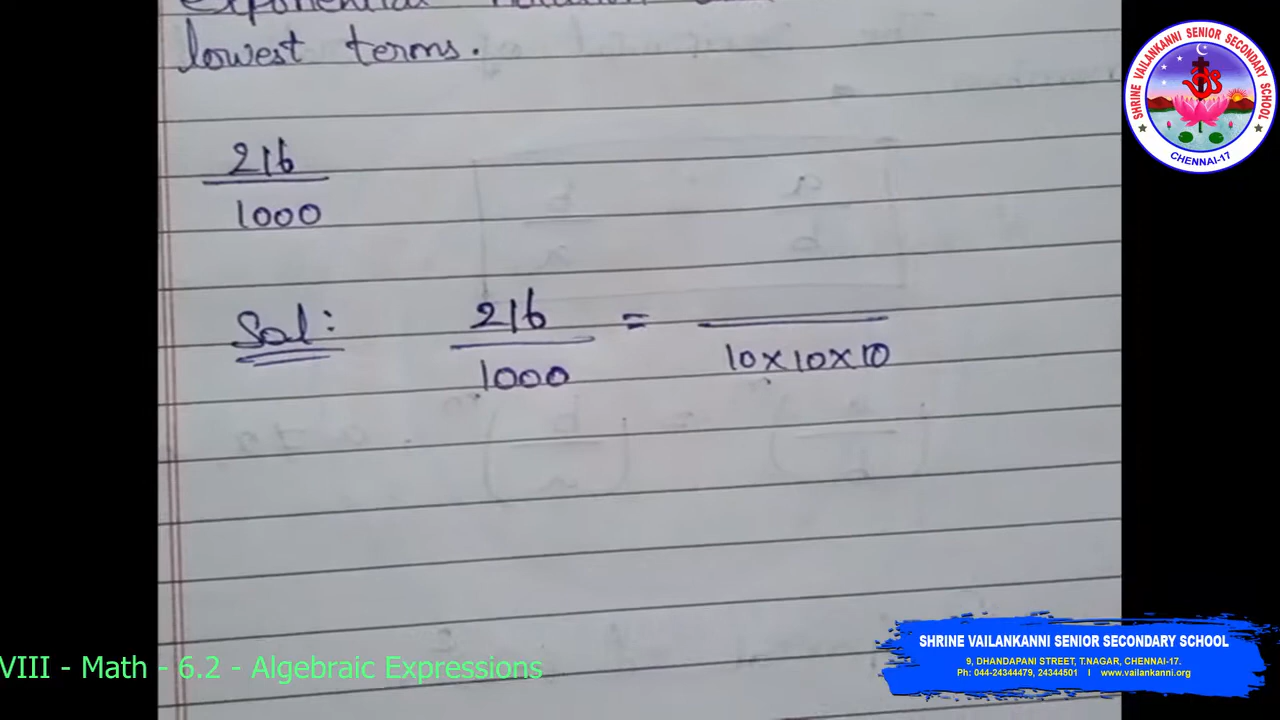 Exponential notation
lowest terms.
216
1000
Sol: 216 =
1000 10×10×10
SHRINE VAILANKANNI SENIOR SECONDARY SCHOOL
CHENNAI-17
VIII - Math - 6.2 - Algebraic Expressions
SHRINE VAILANKANNI SENIOR SECONDARY SCHOOL
9, DHANDAPANI STREET, T.NAGAR, CHENNAI-17.
Ph: 044-24344479, 24344501 I www.vailankanni.org